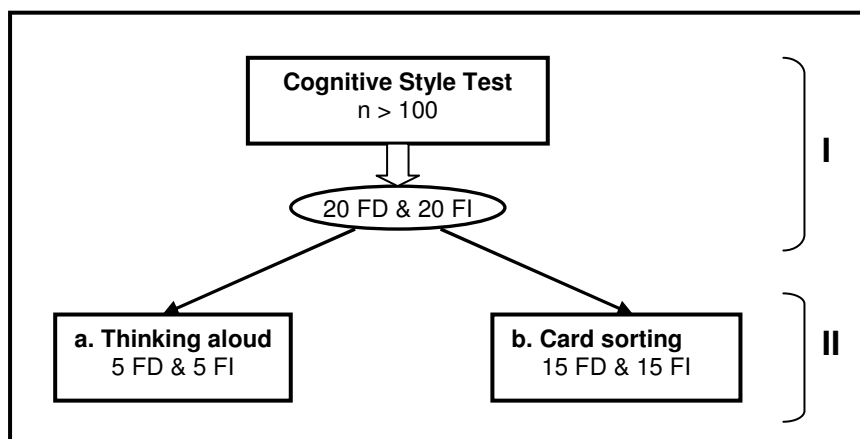 Cognitive Style Test
n > 100
I
20 FD & 20 FI
a. Thinking aloud
5 FD & 5 FI
b. Card sorting
15 FD & 15 FI
II